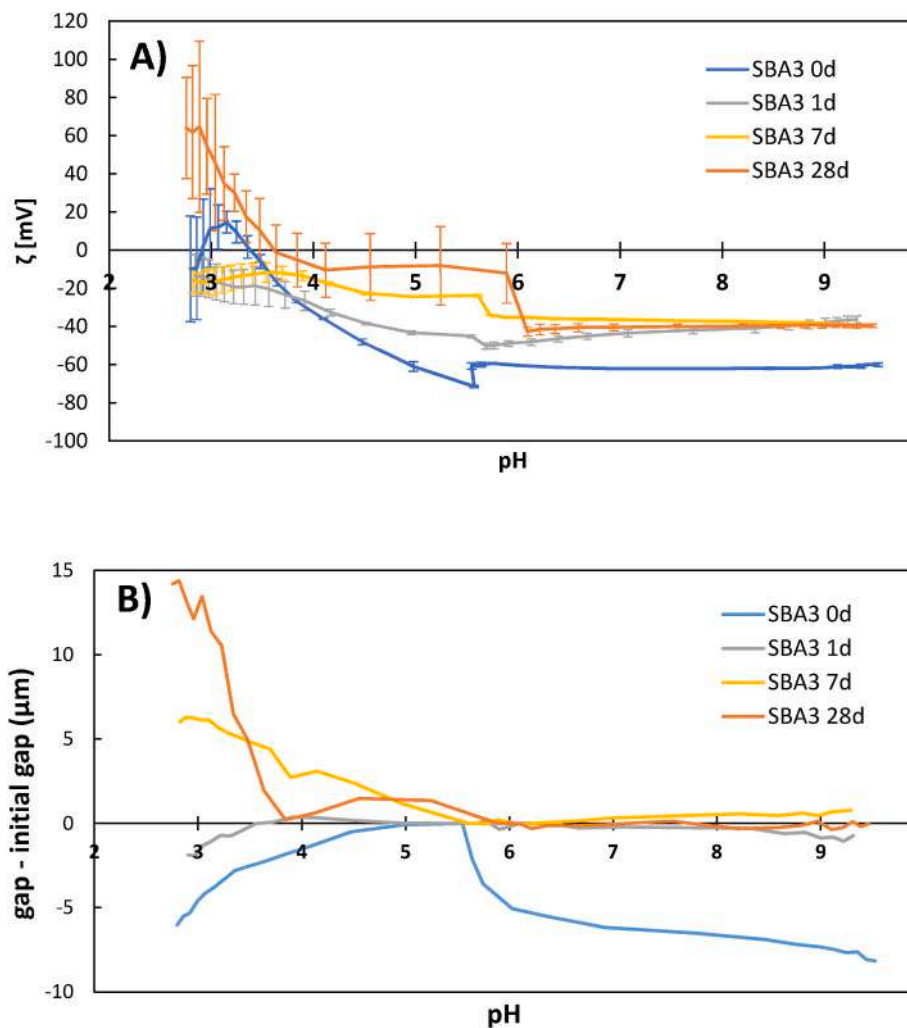 A)
120
100
80
60
40
20
0
-20
-40
-60
-80
-100
ζ [mV]
2 3 4 5 6 7 8 9
pH
SBA3 0d
SBA3 1d
SBA3 7d
SBA3 28d
B)
15
10
5
0
-5
-10
gap - initial gap (μm)
2 3 4 5 6 7 8 9
pH
SBA3 0d
SBA3 1d
SBA3 7d
SBA3 28d